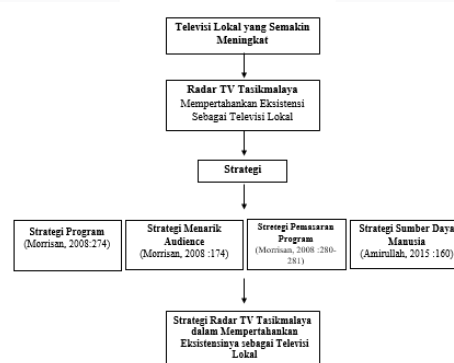 Televisi Lokal yang Semakin
Meningkat
Radar TV Tasikmalaya
Mempertahankan Eksistensi
Sebagai Televisi Lokal
Strategi
Strategi Program
(Morrisan, 2008:274)
Strategi Menarik
Audience
(Morrisan, 2008 :174)
Stretegi Pemasaran
Program
(Morrisan, 2008 :280-
281)
Strategi Sumber Daya
Manusia
(Amirullah, 2015 :160)
Strategi Radar TV Tasikmalaya
dalam Mempertahankan
Eksistensinya sebagai Televisi
Lokal